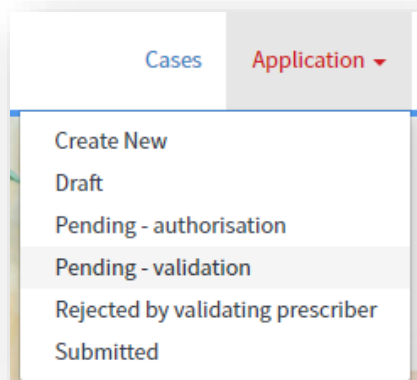 Cases Application
Create New
Draft
Pending - authorisation
Pending - validation
Rejected by validating prescriber
Submitted